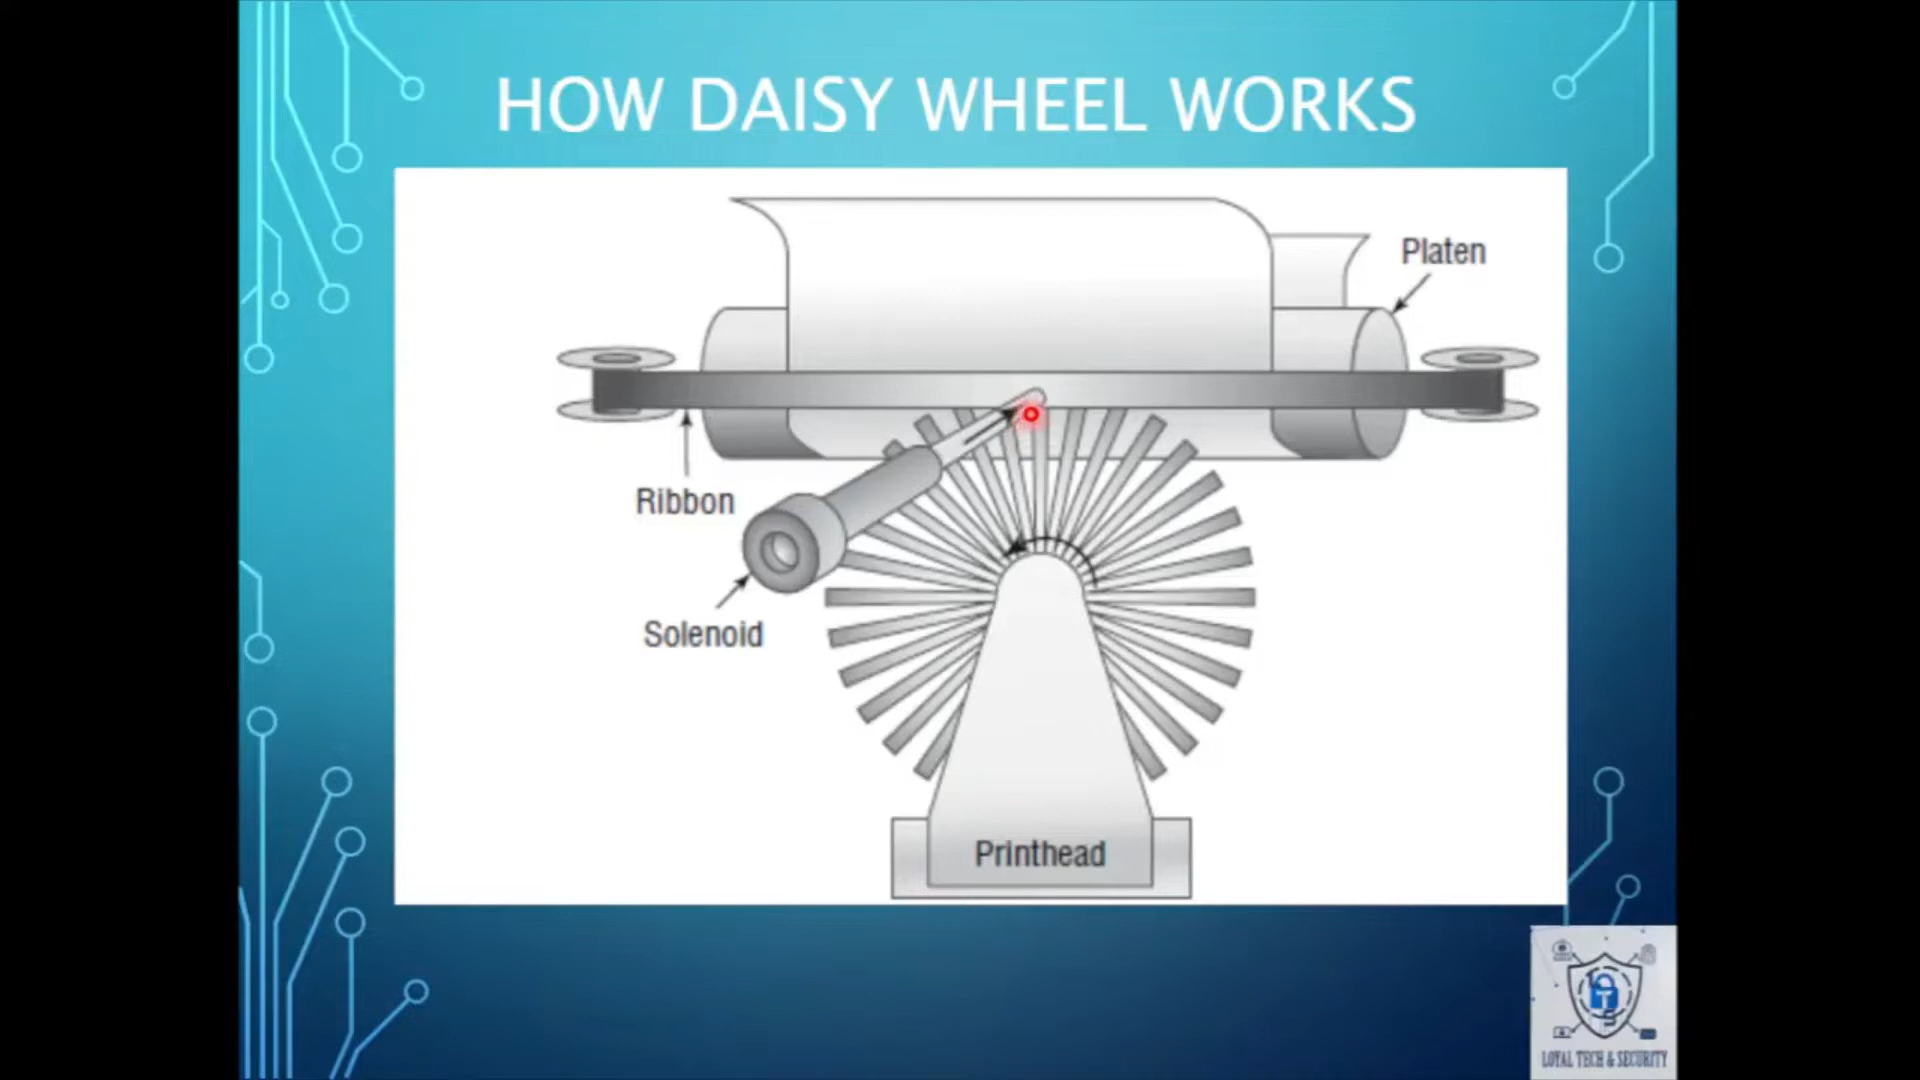 HOW DAISY WHEEL WORKS
Platen
Ribbon
Solenoid
Printhead
LOYAL TECH & SECURITY